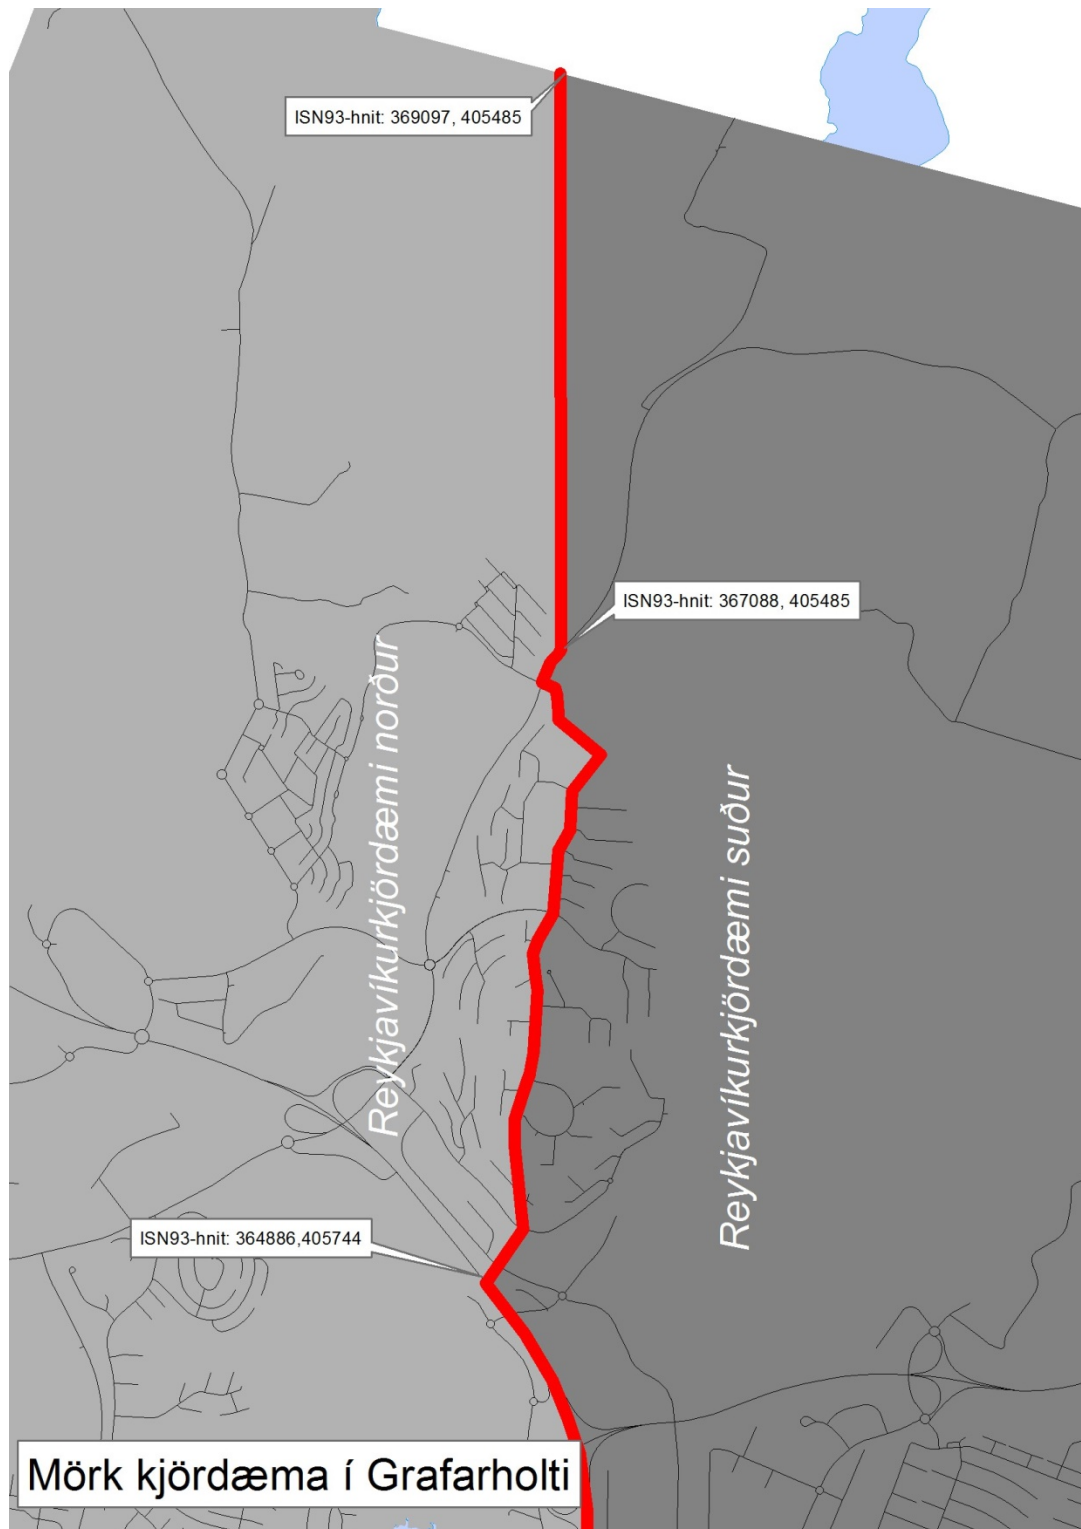 ISN93-hnit: 369097, 405485
ISN93-hnit: 367088, 405485
Reykjavíkurkjördæmi norður
Reykjavíkurkjördæmi suður
ISN93-hnit: 364886,405744
Mörk kjördæma í Grafarholti